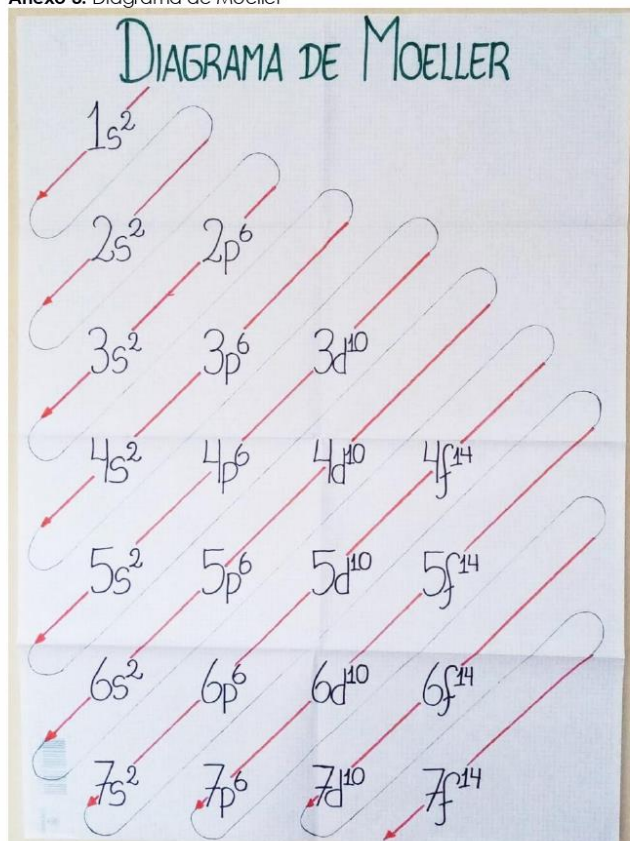 Anexo 3. Diagrama de Moeller
DIAGRAMA DE MOELLER
1s²
2s² 2p⁶
3s² 3p⁶ 3d¹⁰
4s² 4p⁶ 4d¹⁰ 4f¹⁴
5s² 5p⁶ 5d¹⁰ 5f¹⁴
6s² 6p⁶ 6d¹⁰ 6f¹⁴
7s² 7p⁶ 7d¹⁰ 7f¹⁴